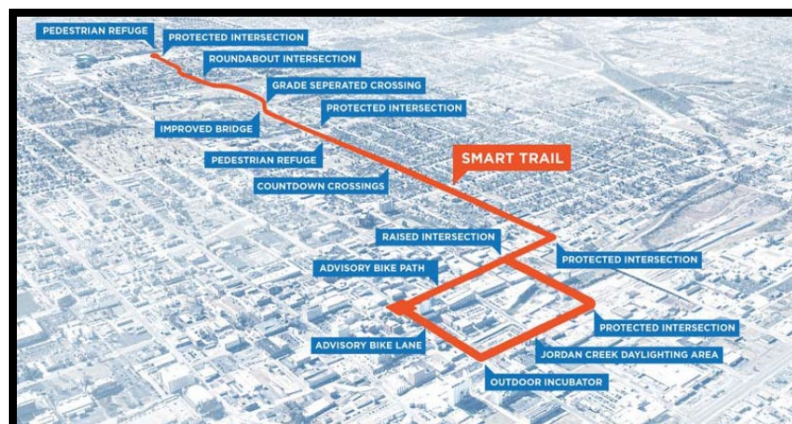 PEDESTRIAN REFUGE
PROTECTED INTERSECTION
ROUNDABOUT INTERSECTION
GRADE SEPERATED CROSSING
PROTECTED INTERSECTION
IMPROVED BRIDGE
PEDESTRIAN REFUGE
SMART TRAIL
COUNTDOWN CROSSINGS
RAISED INTERSECTION
PROTECTED INTERSECTION
ADVISORY BIKE PATH
PROTECTED INTERSECTION
ADVISORY BIKE LANE
JORDAN CREEK DAYLIGHTING AREA
OUTDOOR INCUBATOR